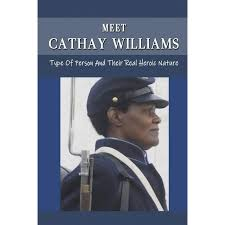 MEET
CATHAY WILLIAMS
Type Of Person And Their Real Heroic Nature